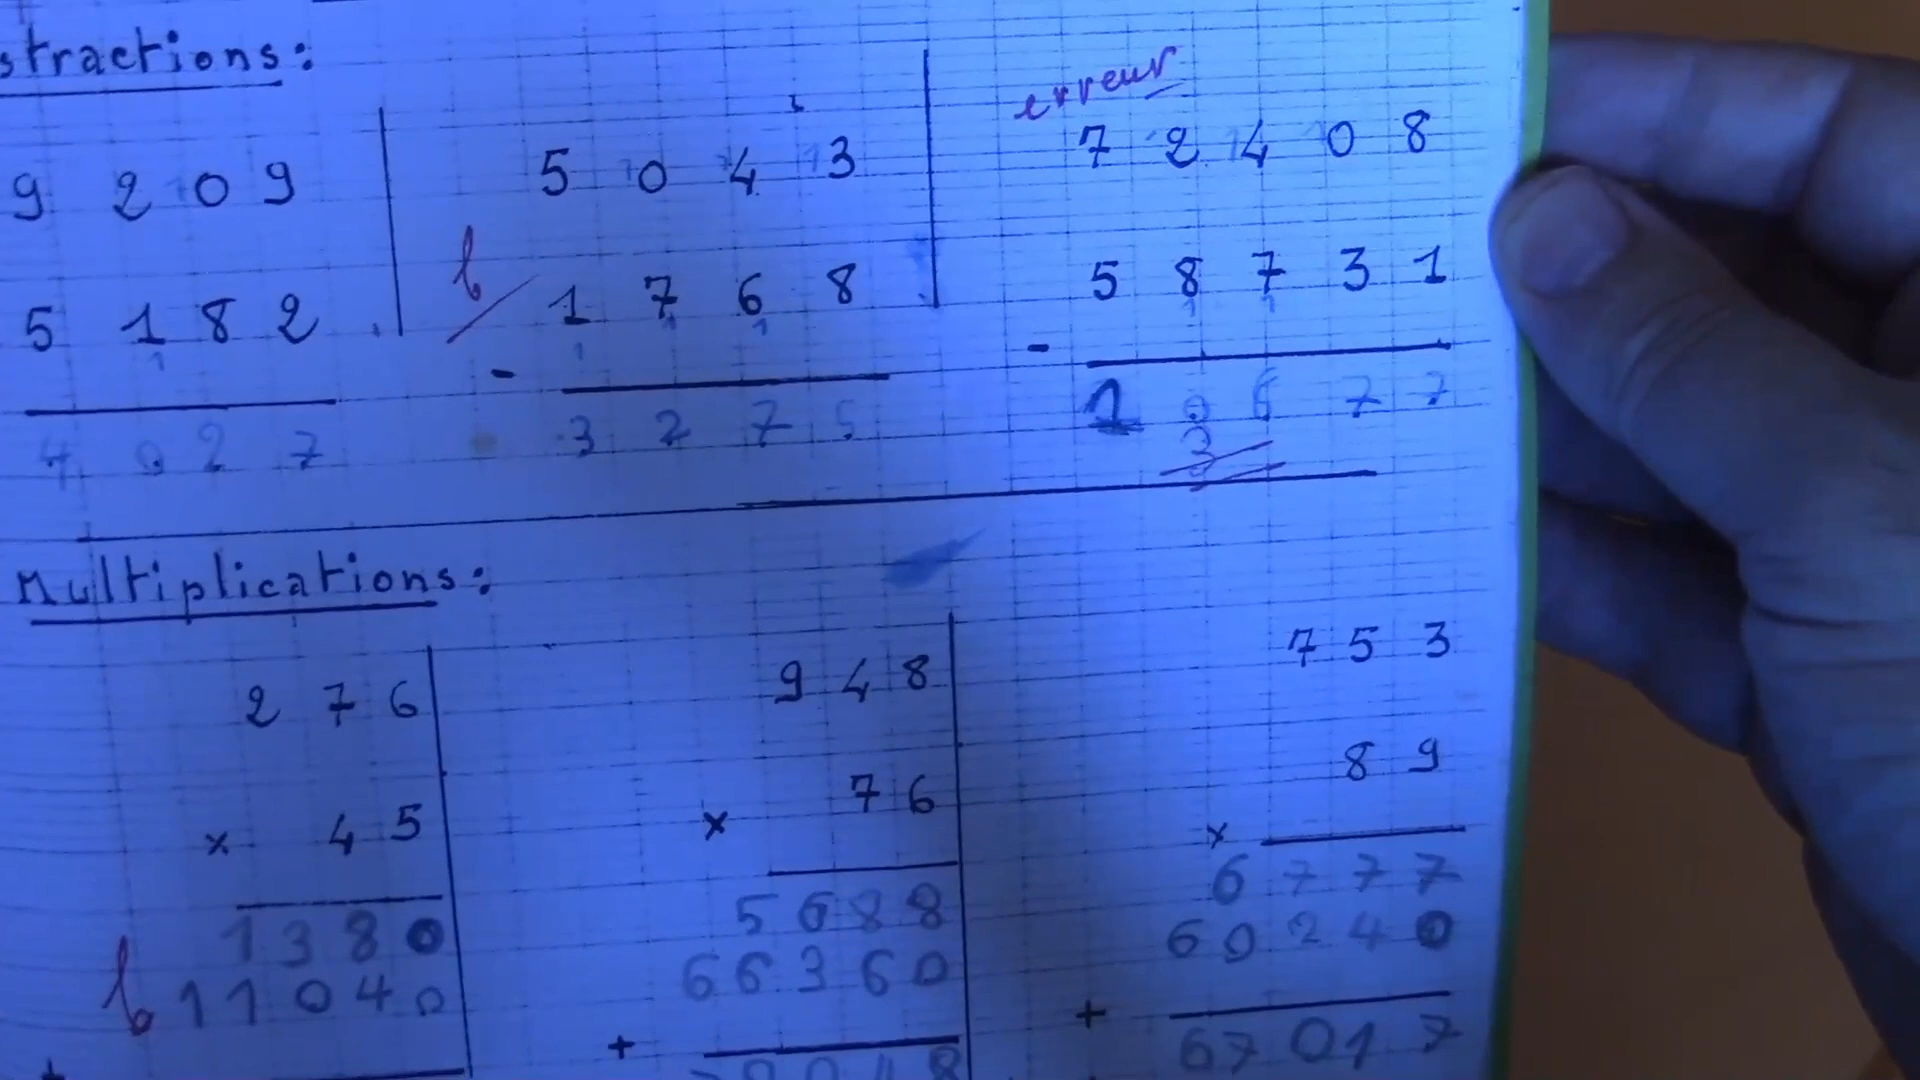 stractions:
erreur
9 2 0 9
5 0 4 3
7 2 4 0 8
5 1 8 2
b 1 7 6 8
5 8 7 3 1
- - 
4 0 2 7
3 2 7 5
1 6 7 7
3
Multiplications:
2 7 6
9 4 8
7 5 3
x 4 5
x 7 6
x 8 9
1 3 8 0
5 6 8 8
6 7 7 7
b 1 1 0 4 0
6 6 3 6 0
6 0 2 4 0
+ + +
6 7 0 1 7